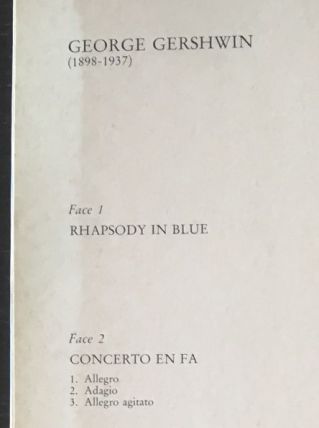 GEORGE GERSHWIN
(1898-1937)
Face 1
RHAPSODY IN BLUE
Face 2
CONCERTO EN FA
1. Allegro
2. Adagio
3. Allegro agitato